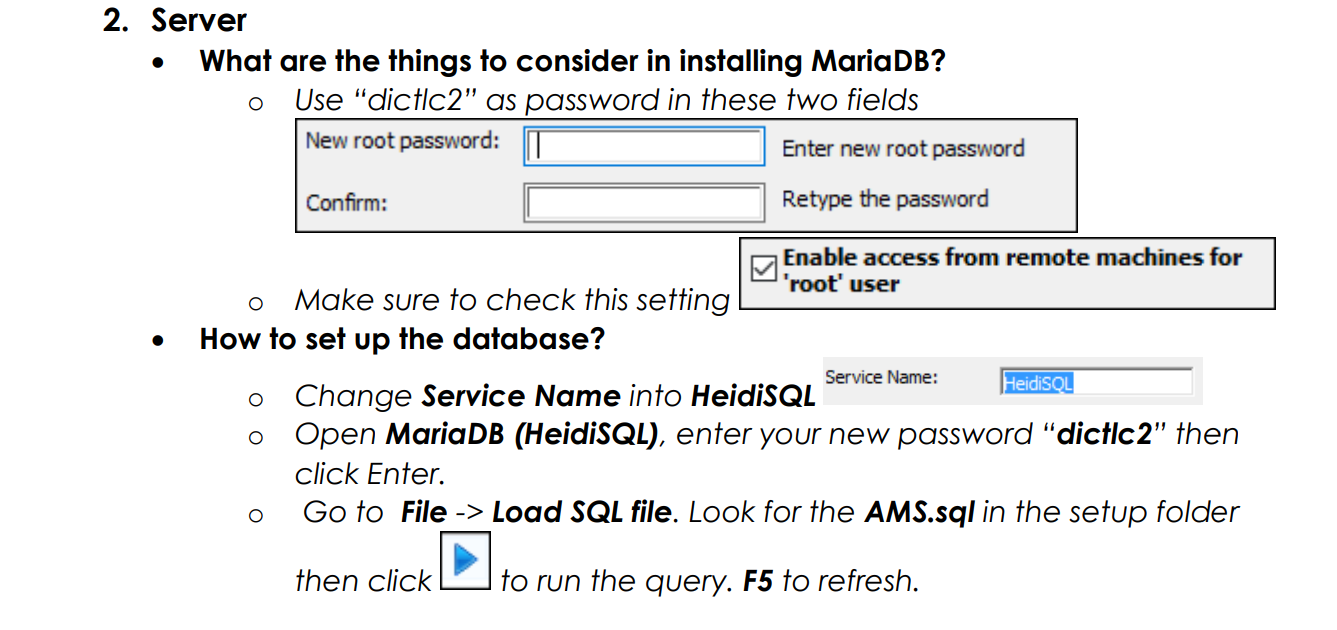 2. Server
• What are the things to consider in installing MariaDB?
o Use “dictlc2” as password in these two fields
New root password: Enter new root password
Confirm: Retype the password
Enable access from remote machines for
'root' user
o Make sure to check this setting
• How to set up the database?
Service Name: HeidiSQL
o Change Service Name into HeidiSQL
o Open MariaDB (HeidiSQL), enter your new password “dictlc2” then
click Enter.
o Go to File -> Load SQL file. Look for the AMS.sql in the setup folder
then click to run the query. F5 to refresh.